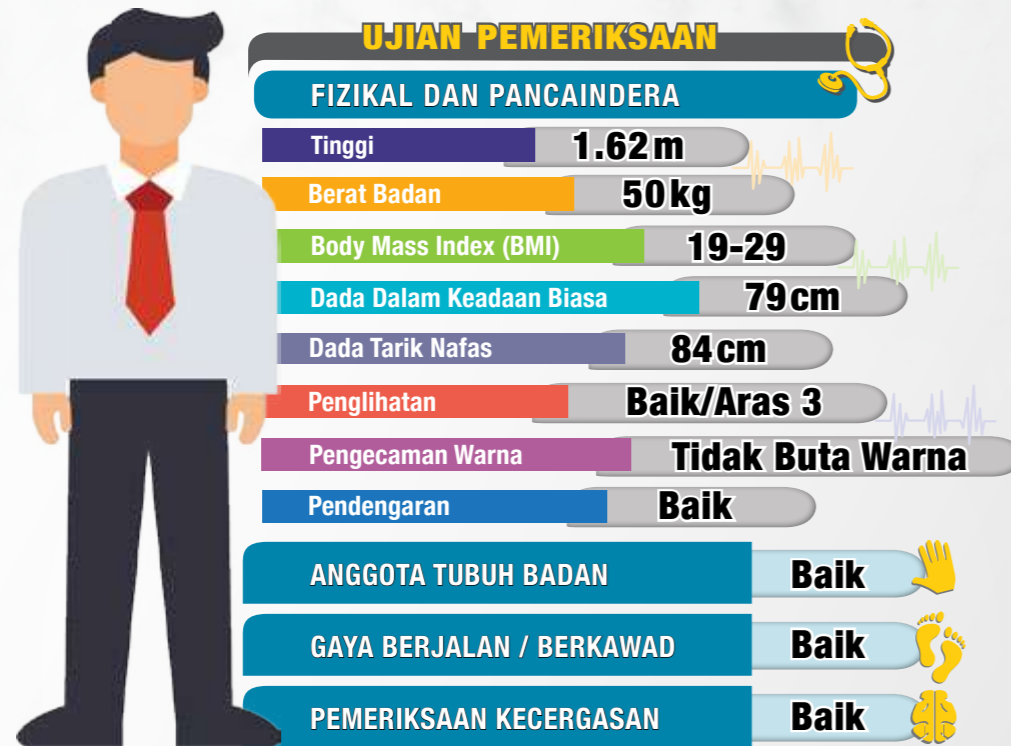 UJIAN PEMERIKSAAN
FIZIKAL DAN PANCAINDERA
Tinggi 1.62m
Berat Badan 50kg
Body Mass Index (BMI) 19-29
Dada Dalam Keadaan Biasa 79cm
Dada Tarik Nafas 84cm
Penglihatan Baik/Aras 3
Pengecaman Warna Tidak Buta Warna
Pendengaran Baik
ANGGOTA TUBUH BADAN Baik
GAYA BERJALAN / BERKAWAD Baik
PEMERIKSAAN KECERGASAN Baik